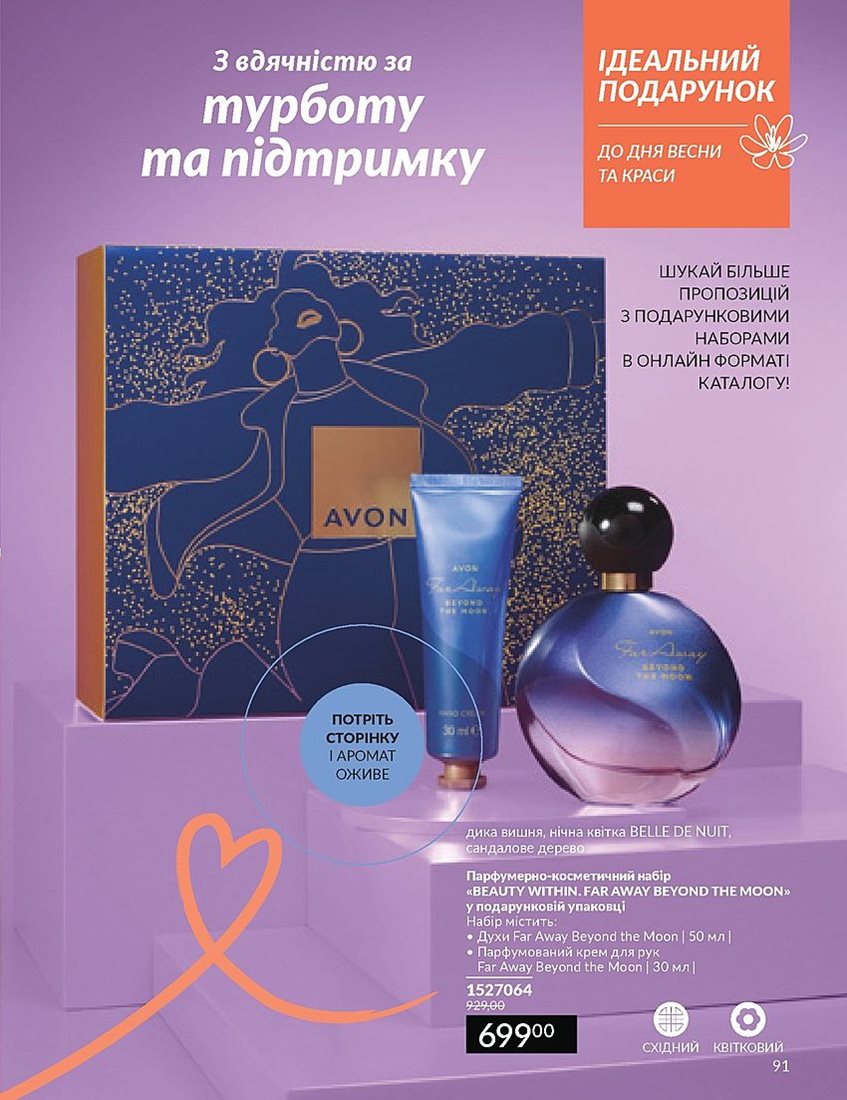 З вдячністю за
турботу
та підтримку
ІДЕАЛЬНИЙ
ПОДАРУНОК
ДО ДНЯ ВЕСНИ
ТА КРАСИ
ШУКАЙ БІЛЬШЕ
ПРОПОЗИЦІЙ
З ПОДАРУНКОВИМИ
НАБОРАМИ
В ОНЛАЙН ФОРМАТІ
КАТАЛОГУ!
AVON
AVON
Far Away
BEYOND
THE MOON
HAND CREAM
30 ml
AVON
Far Away
BEYOND
THE MOON
ПОТРІТЬ
СТОРІНКУ
І АРОМАТ
ОЖИВЕ
дика вишня, нічна квітка BELLE DE NUIT,
сандалове дерево
Парфумерно-косметичний набір
«BEAUTY WITHIN. FAR AWAY BEYOND THE MOON»
у подарунковій упаковці
Набір містить:
• Духи Far Away Beyond the Moon | 50 мл |
• Парфумований крем для рук
Far Away Beyond the Moon | 30 мл |
1527064
929,00
69900
СХІДНИЙ
КВІТКОВИЙ
91